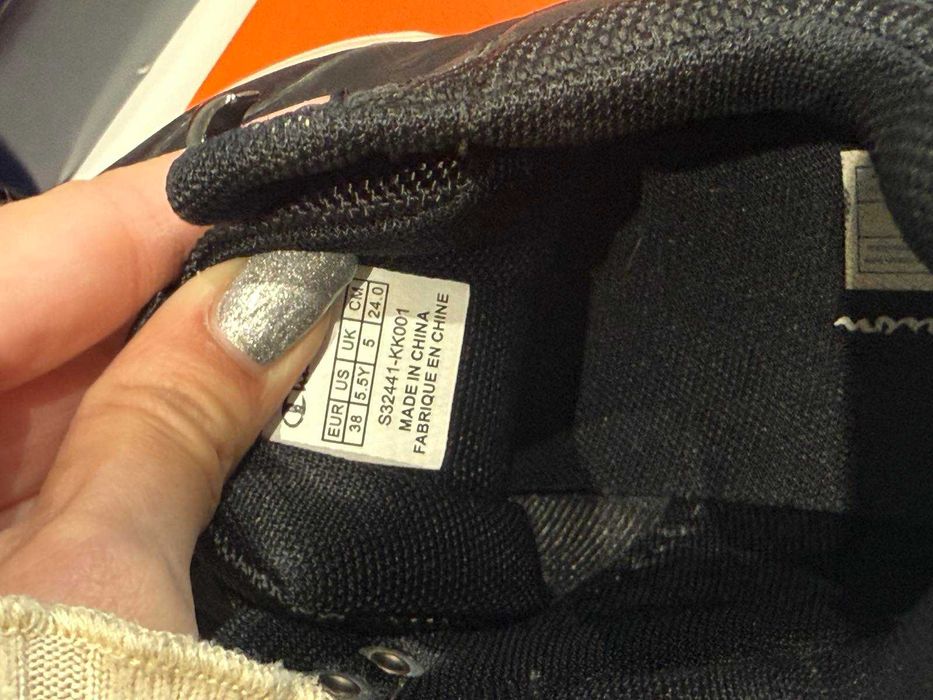 EUR US UK CM
38 5.5Y 5 24.0
S32441-KK001
MADE IN CHINA
FABRIQUE EN CHINE